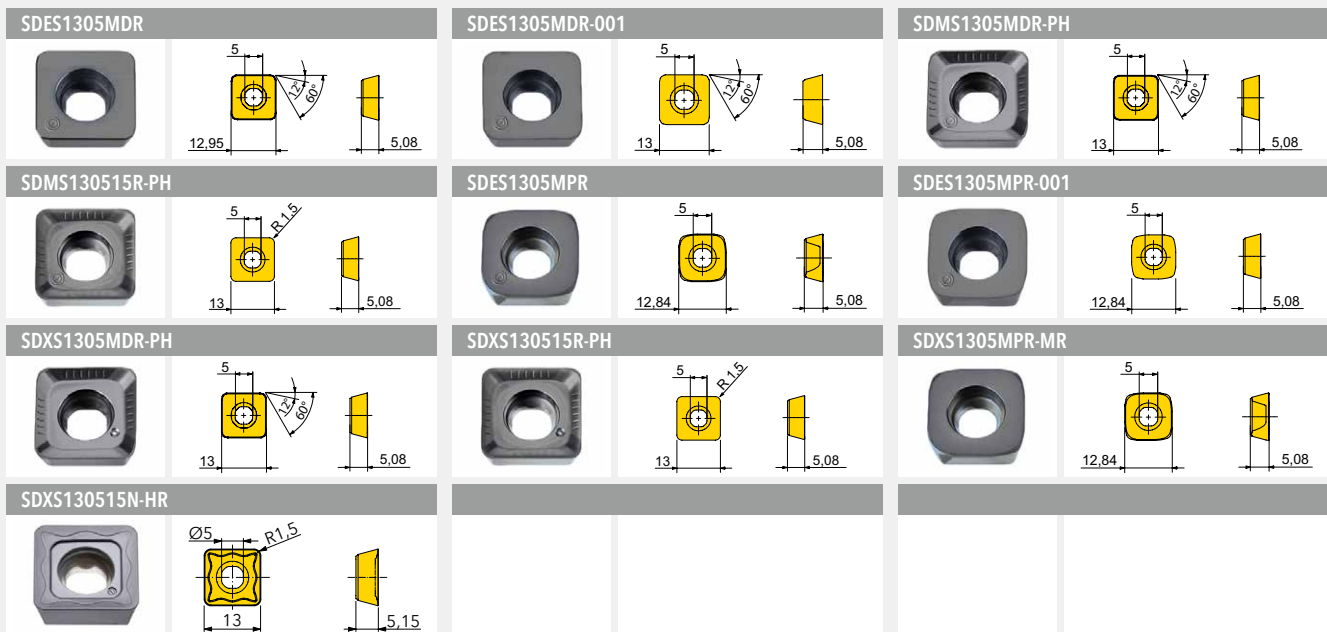 SDES1305MDR
5
12°
60°
12,95
5,08
SDES1305MDR-001
5
12°
60°
13
5,08
SDMS1305MDR-PH
5
12°
60°
13
5,08
SDMS130515R-PH
5
R 1,5
13
5,08
SDES1305MPR
5
12,84
5,08
SDES1305MPR-001
5
12,84
5,08
SDXS1305MDR-PH
5
12°
60°
13
5,08
SDXS130515R-PH
5
R 1,5
13
5,08
SDXS1305MPR-MR
5
12,84
5,08
SDXS130515N-HR
Ø5
R1,5
13
5,15